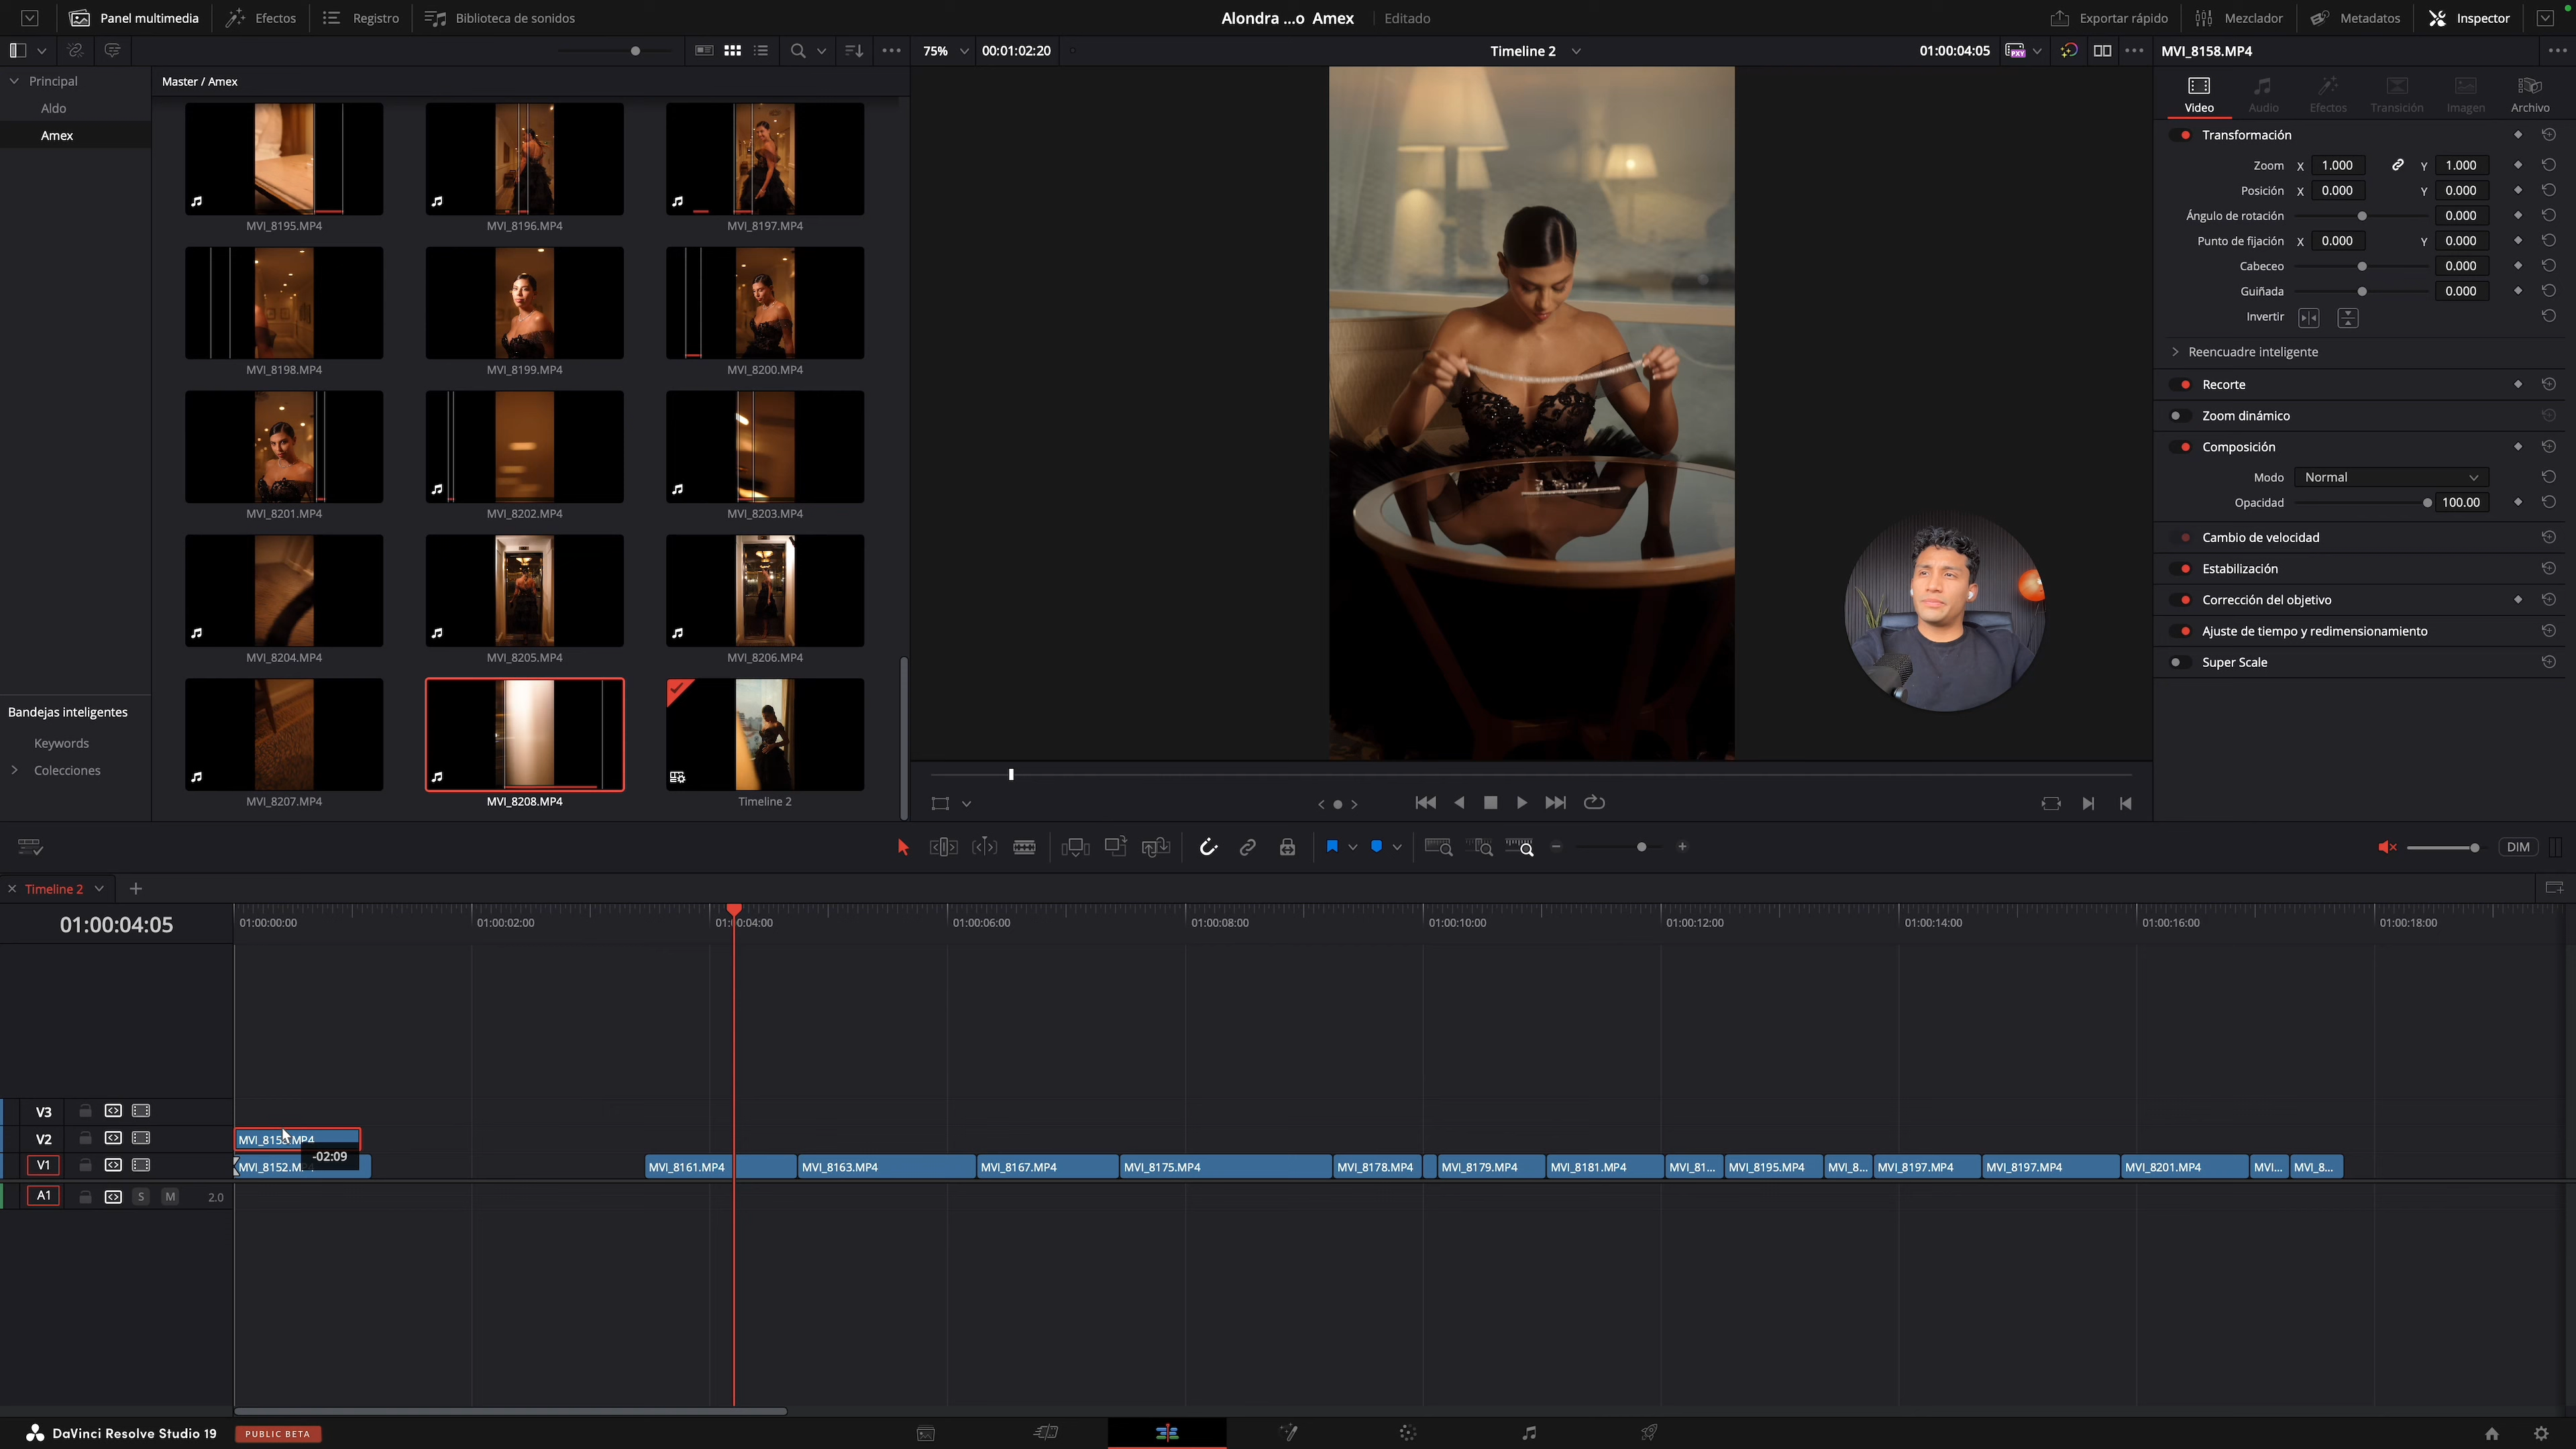 Panel multimedia
Efectos
Registro
Biblioteca de sonidos
Alondra ...o Amex
Editado
Exportar rápido
Mezclador
Metadatos
Inspector
75%
00:01:02:20
Timeline 2
01:00:04:05
MVI_8158.MP4
Principal
Aldo
Amex
Master / Amex
MVI_8195.MP4
MVI_8196.MP4
MVI_8197.MP4
MVI_8198.MP4
MVI_8199.MP4
MVI_8200.MP4
MVI_8201.MP4
MVI_8202.MP4
MVI_8203.MP4
MVI_8204.MP4
MVI_8205.MP4
MVI_8206.MP4
MVI_8207.MP4
MVI_8208.MP4
Timeline 2
Bandejas inteligentes
Keywords
Colecciones
Video
Audio
Efectos
Transición
Imagen
Archivo
Transformación
Zoom X 1.000 Y 1.000
Posición X 0.000 Y 0.000
Ángulo de rotación 0.000
Punto de fijación X 0.000 Y 0.000
Cabeceo 0.000
Guiñada 0.000
Invertir
Reencuadre inteligente
Recorte
Zoom dinámico
Composición
Modo Normal
Opacidad 100.00
Cambio de velocidad
Estabilización
Corrección del objetivo
Ajuste de tiempo y redimensionamiento
Super Scale
DIM
Timeline 2
01:00:04:05
01:00:00:00
01:00:02:00
01:00:04:00
01:00:06:00
01:00:08:00
01:00:10:00
01:00:12:00
01:00:14:00
01:00:16:00
01:00:18:00
V3
V2
MVI_8158.MP4
-02:09
V1
MVI_8152.M
MVI_8161.MP4
MVI_8163.MP4
MVI_8167.MP4
MVI_8175.MP4
MVI_8178.MP4
MVI_8179.MP4
MVI_8181.MP4
MVI_81...
MVI_8195.MP4
MVI_8...
MVI_8197.MP4
MVI_8197.MP4
MVI_8201.MP4
MVI...
MVI_8...
A1
S
M
2.0
DaVinci Resolve Studio 19
PUBLIC BETA
PXY